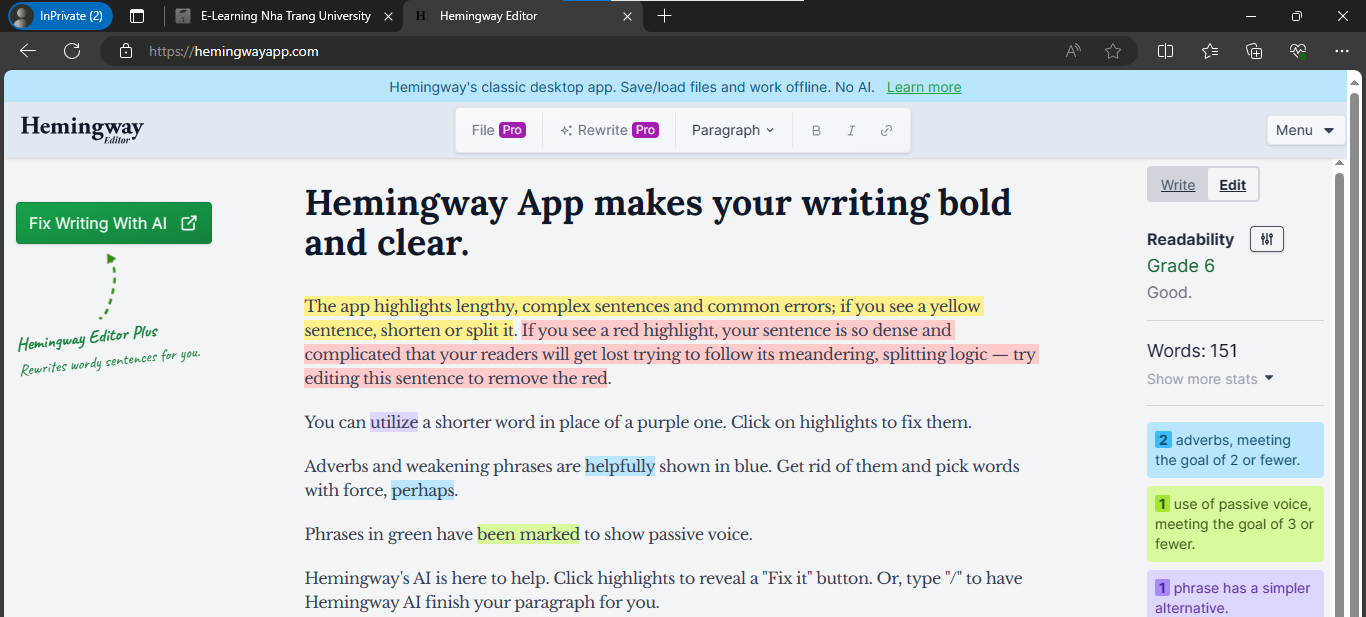 InPrivate (2)
E-Learning Nha Trang University
Hemingway Editor
https://hemingwayapp.com
Hemingway's classic desktop app. Save/load files and work offline. No AI. Learn more
Hemingway
Editor
File Pro
Rewrite Pro
Paragraph
B I
Menu
Fix Writing With AI
Hemingway Editor Plus
Rewrites wordy sentences for you.
Hemingway App makes your writing bold
and clear.
The app highlights lengthy, complex sentences and common errors; if you see a yellow
sentence, shorten or split it. If you see a red highlight, your sentence is so dense and
complicated that your readers will get lost trying to follow its meandering, splitting logic — try
editing this sentence to remove the red.
You can utilize a shorter word in place of a purple one. Click on highlights to fix them.
Adverbs and weakening phrases are helpfully shown in blue. Get rid of them and pick words
with force, perhaps.
Phrases in green have been marked to show passive voice.
Hemingway's AI is here to help. Click highlights to reveal a "Fix it" button. Or, type "/" to have
Hemingway AI finish your paragraph for you.
Write Edit
Readability
Grade 6
Good.
Words: 151
Show more stats
2 adverbs, meeting
the goal of 2 or fewer.
1 use of passive voice,
meeting the goal of 3 or
fewer.
1 phrase has a simpler
alternative.